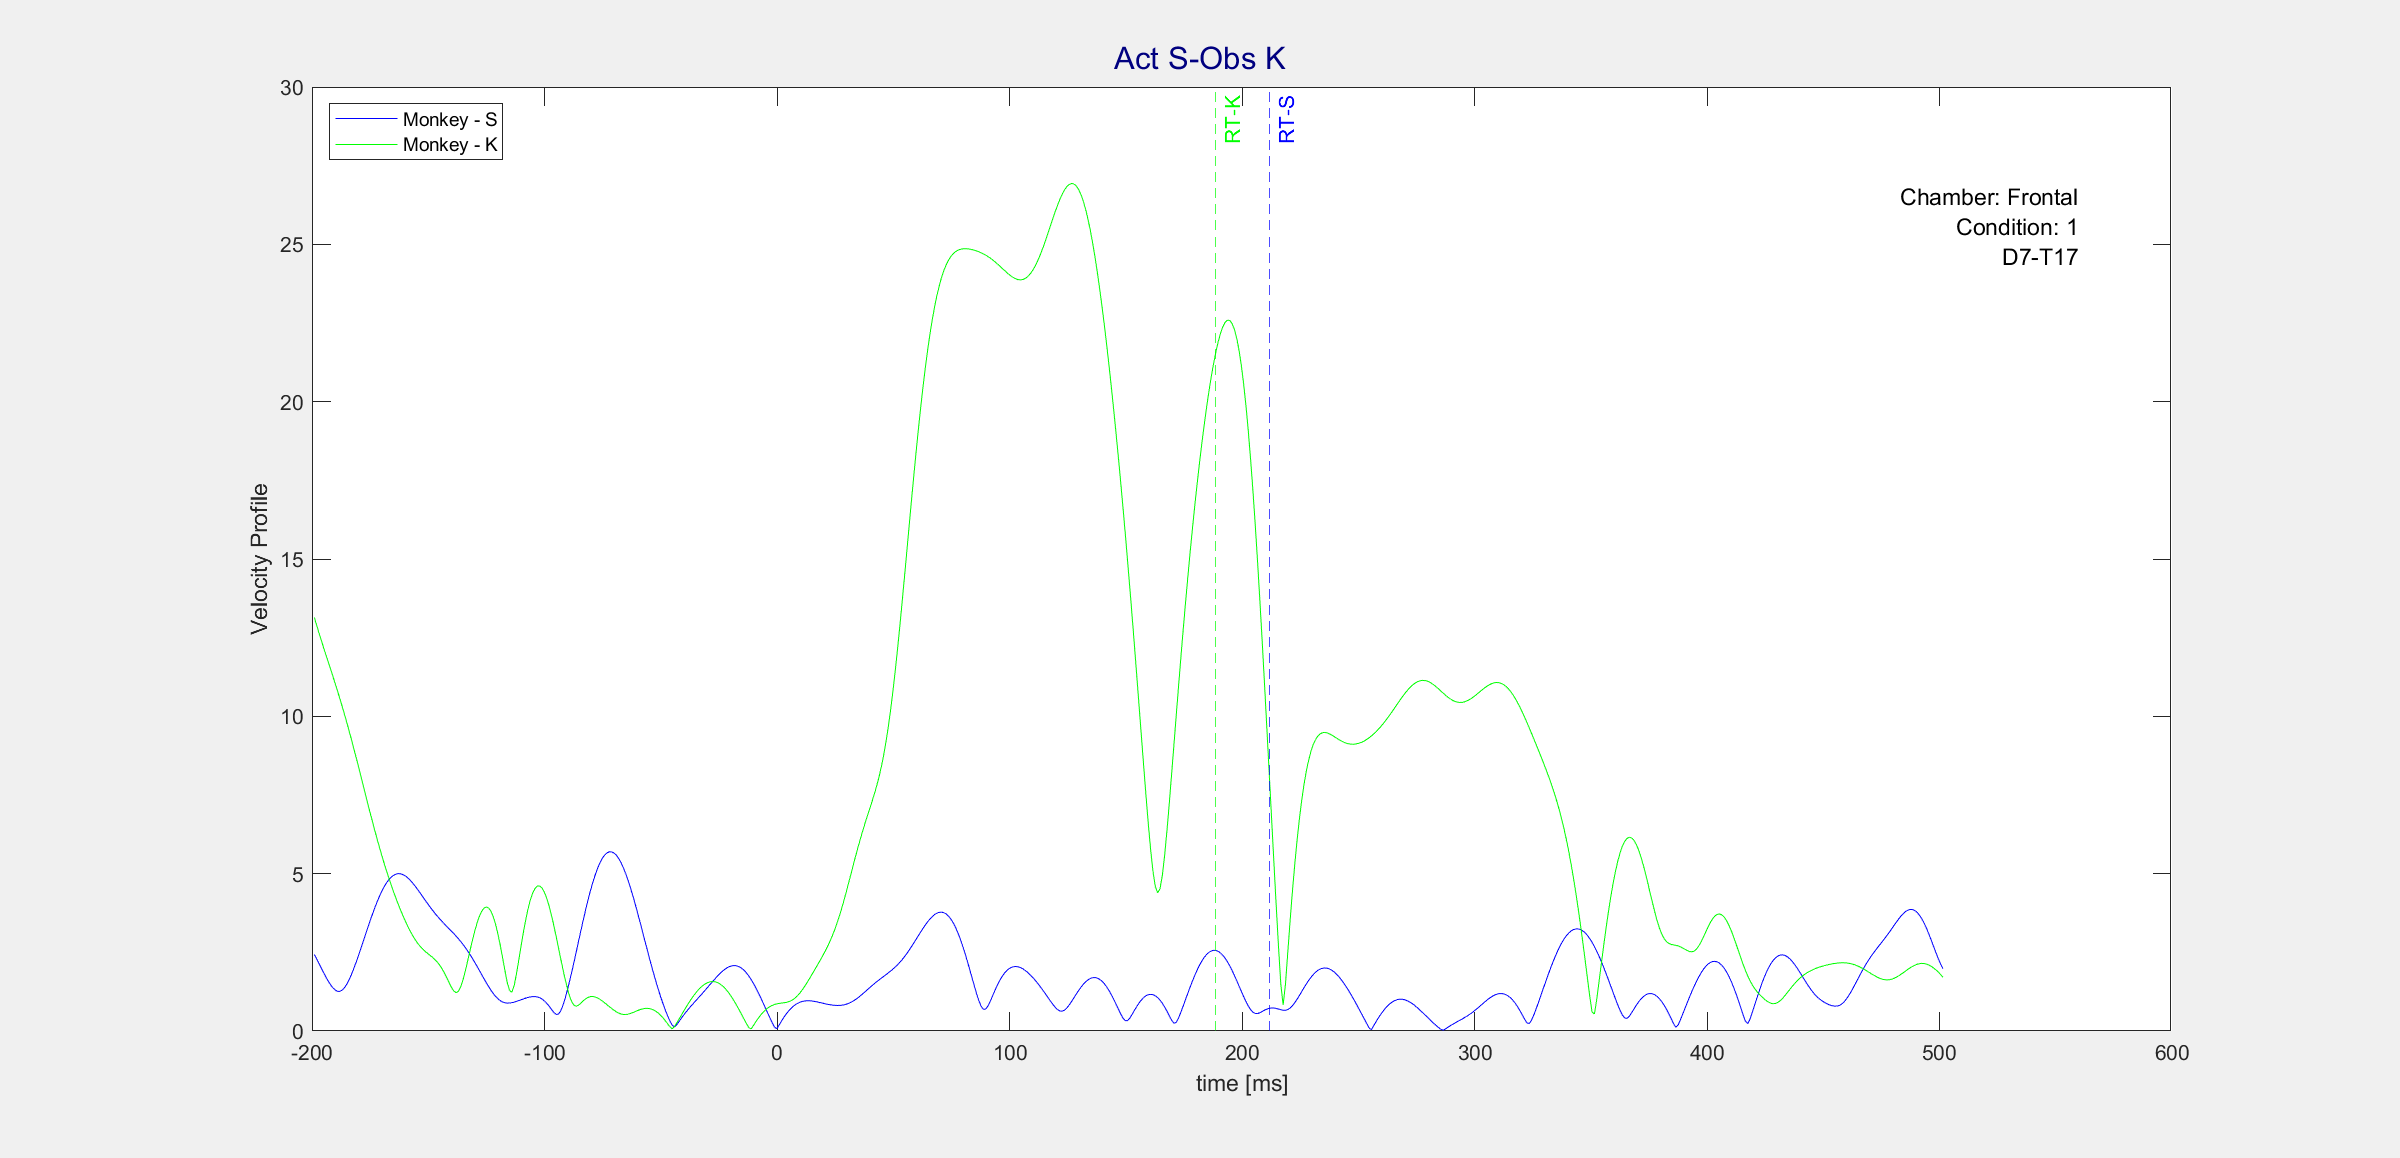 Act S-Obs K
Monkey - S
Monkey - K
RT-K
RT-S
Chamber: Frontal
Condition: 1
D7-T17
Velocity Profile
30
25
20
15
10
5
0
-200
-100
0
100
200
300
400
500
600
time [ms]